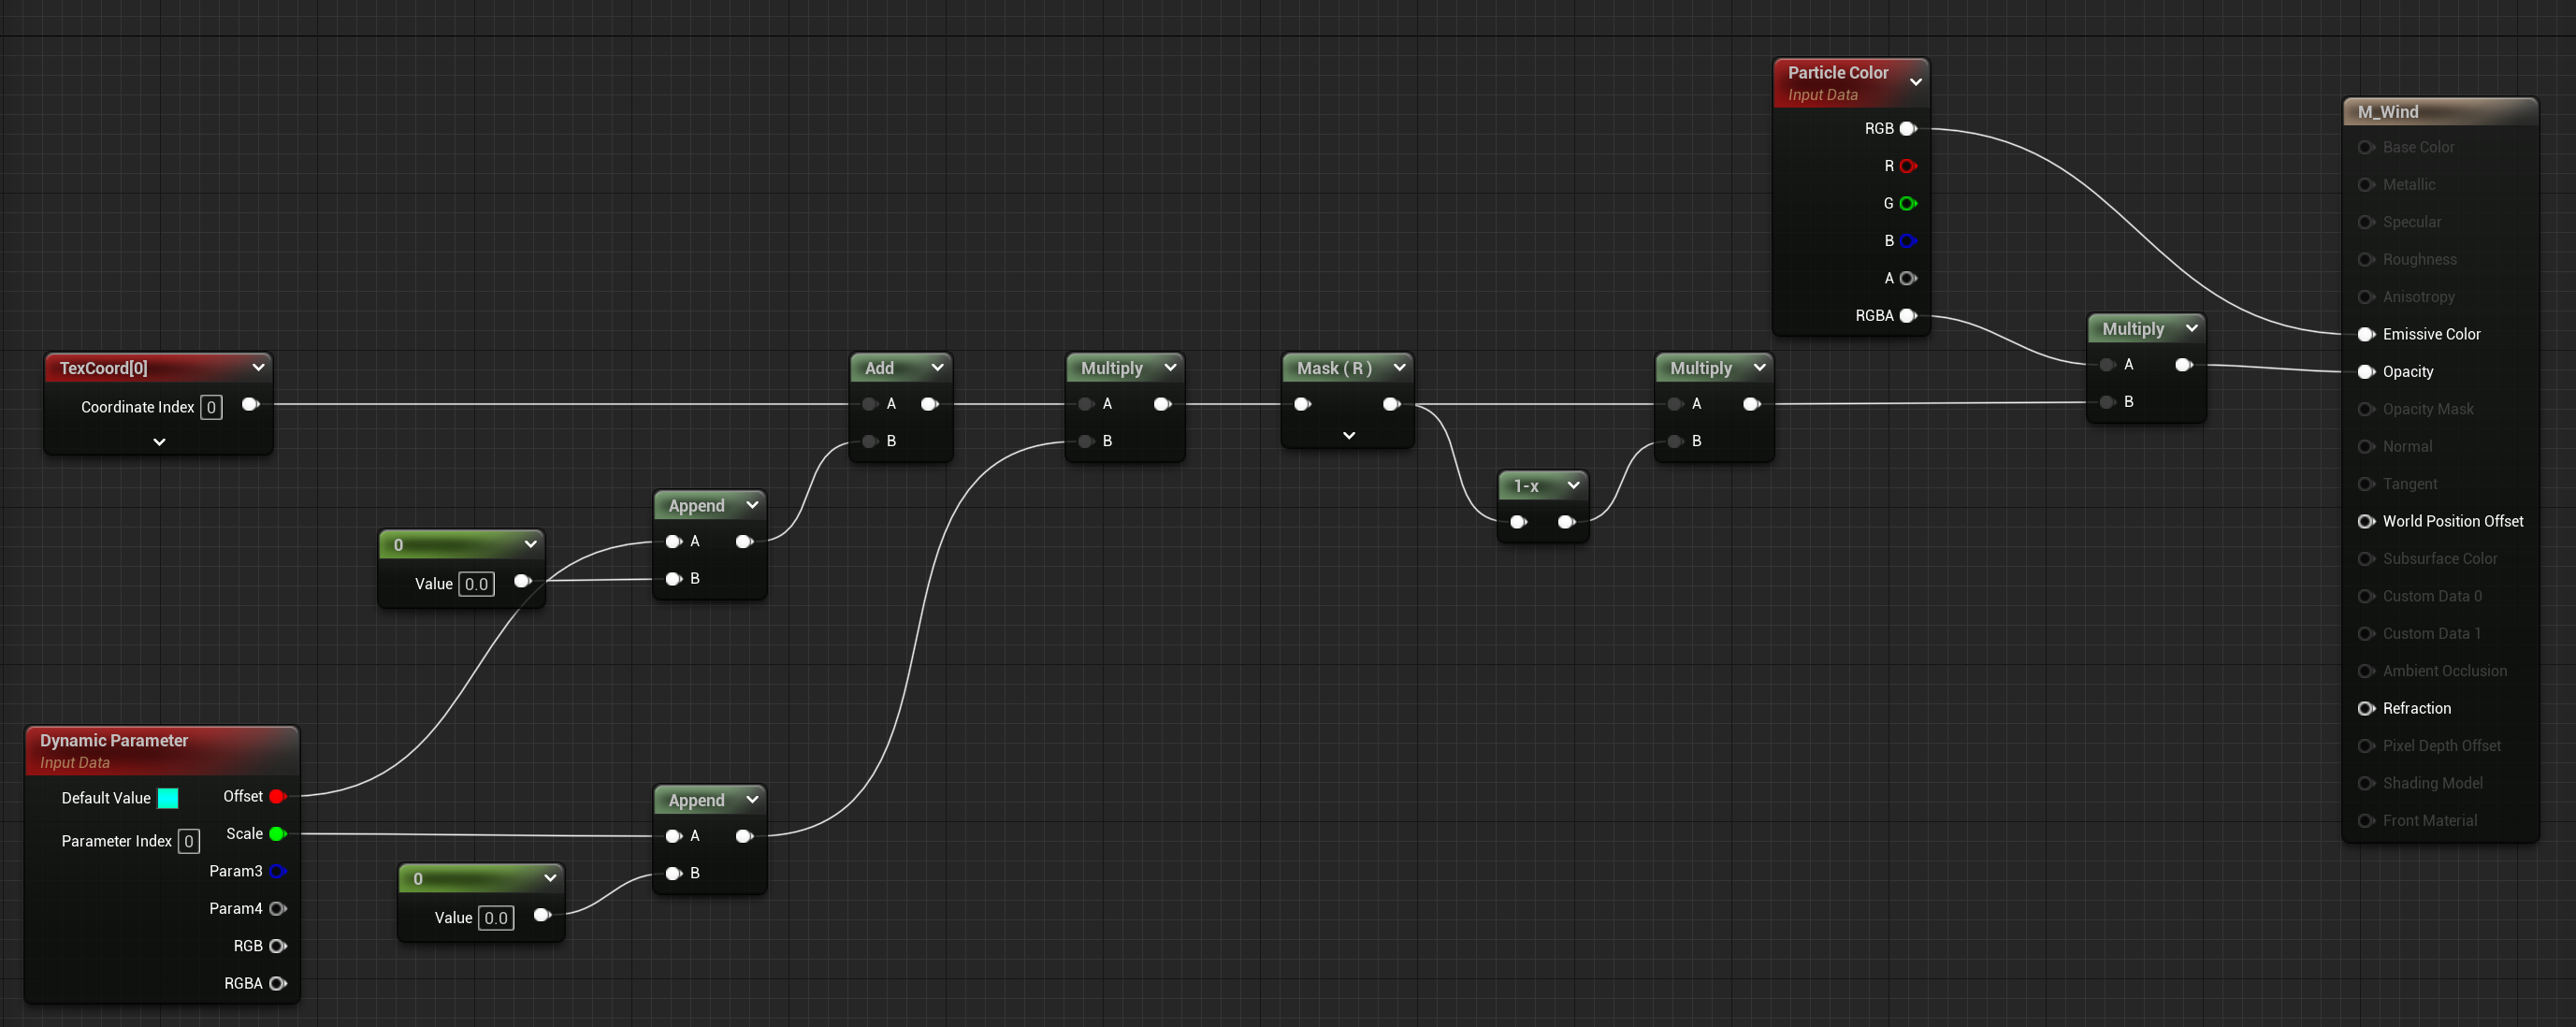 TexCoord[0]
Coordinate Index 0
Dynamic Parameter
Input Data
Default Value
Offset
Parameter Index 0
Scale
Param3
Param4
RGB
RGBA
0
Value 0.0
0
Value 0.0
Append
A
B
Append
A
B
Add
A
B
Multiply
A
B
Mask ( R )
1-x
Multiply
A
B
Particle Color
Input Data
RGB
R
G
B
A
RGBA
Multiply
A
B
M_Wind
Base Color
Metallic
Specular
Roughness
Anisotropy
Emissive Color
Opacity
Opacity Mask
Normal
Tangent
World Position Offset
Subsurface Color
Custom Data 0
Custom Data 1
Ambient Occlusion
Refraction
Pixel Depth Offset
Shading Model
Front Material